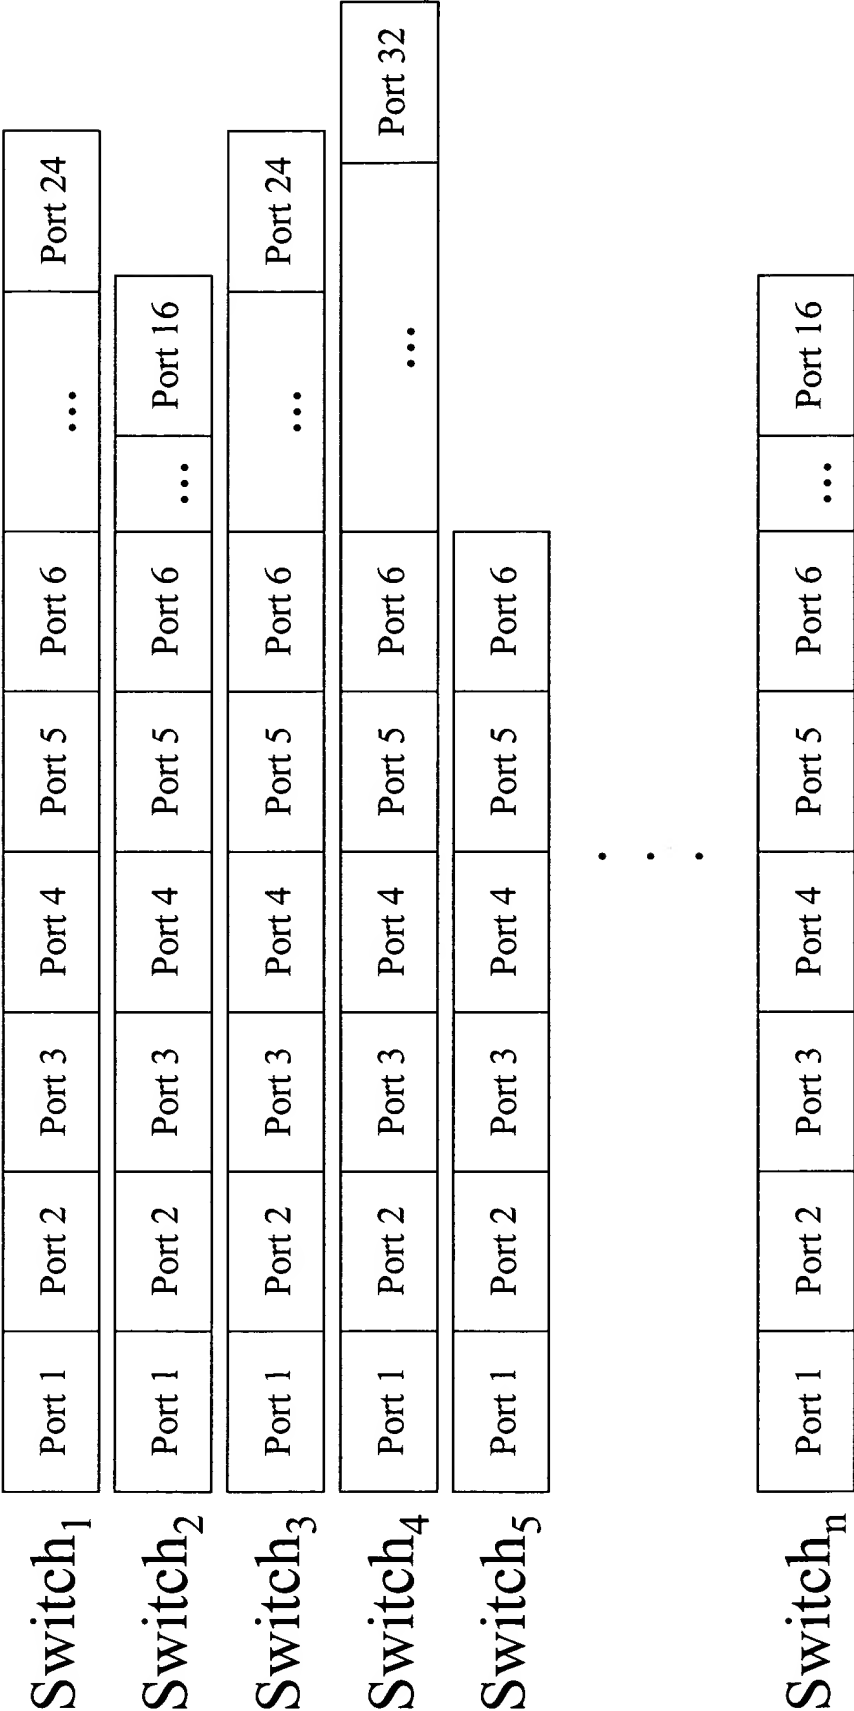 Switch₁ Port 1 Port 2 Port 3 Port 4 Port 5 Port 6 ... Port 24
Switch₂ Port 1 Port 2 Port 3 Port 4 Port 5 Port 6 ... Port 16
Switch₃ Port 1 Port 2 Port 3 Port 4 Port 5 Port 6 ... Port 24
Switch₄ Port 1 Port 2 Port 3 Port 4 Port 5 Port 6 ... Port 32
Switch₅ Port 1 Port 2 Port 3 Port 4 Port 5 Port 6
. . .
Switchₙ Port 1 Port 2 Port 3 Port 4 Port 5 Port 6 ... Port 16